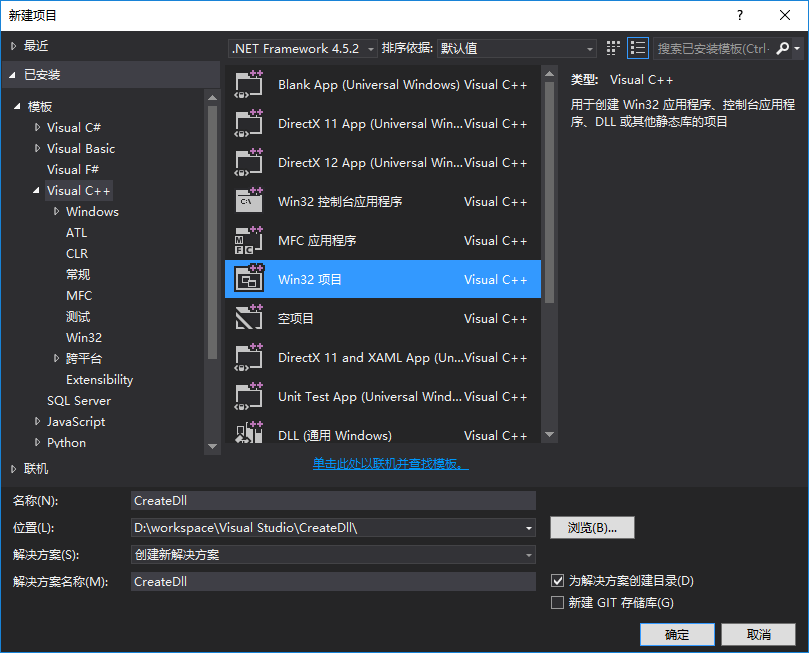 新建项目
?
最近
.NET Framework 4.5.2
排序依据:
默认值
搜索已安装模板(Ctrl-
已安装
模板
Visual C#
Visual Basic
Visual F#
Visual C++
Windows
ATL
CLR
常规
MFC
测试
Win32
跨平台
Extensibility
SQL Server
JavaScript
Python
联机
Blank App (Universal Windows) Visual C++
DirectX 11 App (Universal Win... Visual C++
DirectX 12 App (Universal Win... Visual C++
Win32 控制台应用程序 Visual C++
MFC 应用程序 Visual C++
Win32 项目 Visual C++
空项目 Visual C++
DirectX 11 and XAML App (Un... Visual C++
Unit Test App (Universal Wind... Visual C++
DLL (通用 Windows) Visual C++
单击此处以联机并查找模板。
类型: Visual C++
用于创建 Win32 应用程序、控制台应用程
序、DLL 或其他静态库的项目
名称(N): CreateDll
位置(L): D:\workspace\Visual Studio\CreateDll\
浏览(B)...
解决方案(S): 创建新解决方案
解决方案名称(M): CreateDll
为解决方案创建目录(D)
新建 GIT 存储库(G)
确定
取消